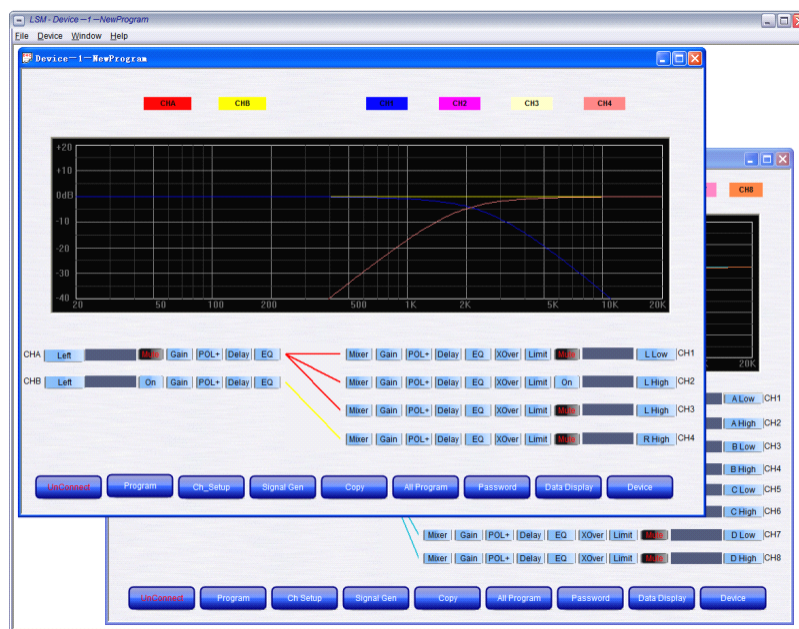 LSM - Device －1－NewProgram
File Device Window Help
Device－1－NewProgram
CHA CHB CH1 CH2 CH3 CH4
CH8
+20
+10
0dB
-10
-20
-30
-40
20 50 100 200 500 1K 2K 5K 10K 20K
20K
CHA Left Mute Gain POL+ Delay EQ Mixer Gain POL+ Delay EQ XOver Limit Mute L Low CH1
CHB Left On Gain POL+ Delay EQ Mixer Gain POL+ Delay EQ XOver Limit On L High CH2
Mixer Gain POL+ Delay EQ XOver Limit Mute L High CH3
Mixer Gain POL+ Delay EQ XOver Limit Mute R High CH4
UnConnect Program Ch_Setup Signal Gen Copy All Program Password Data Display Device
A Low CH1
A High CH2
B Low CH3
B High CH4
C Low CH5
C High CH6
Mixer Gain POL+ Delay EQ XOver Limit Mute D Low CH7
Mixer Gain POL+ Delay EQ XOver Limit Mute D High CH8
UnConnect Program Ch Setup Signal Gen Copy All Program Password Data Display Device